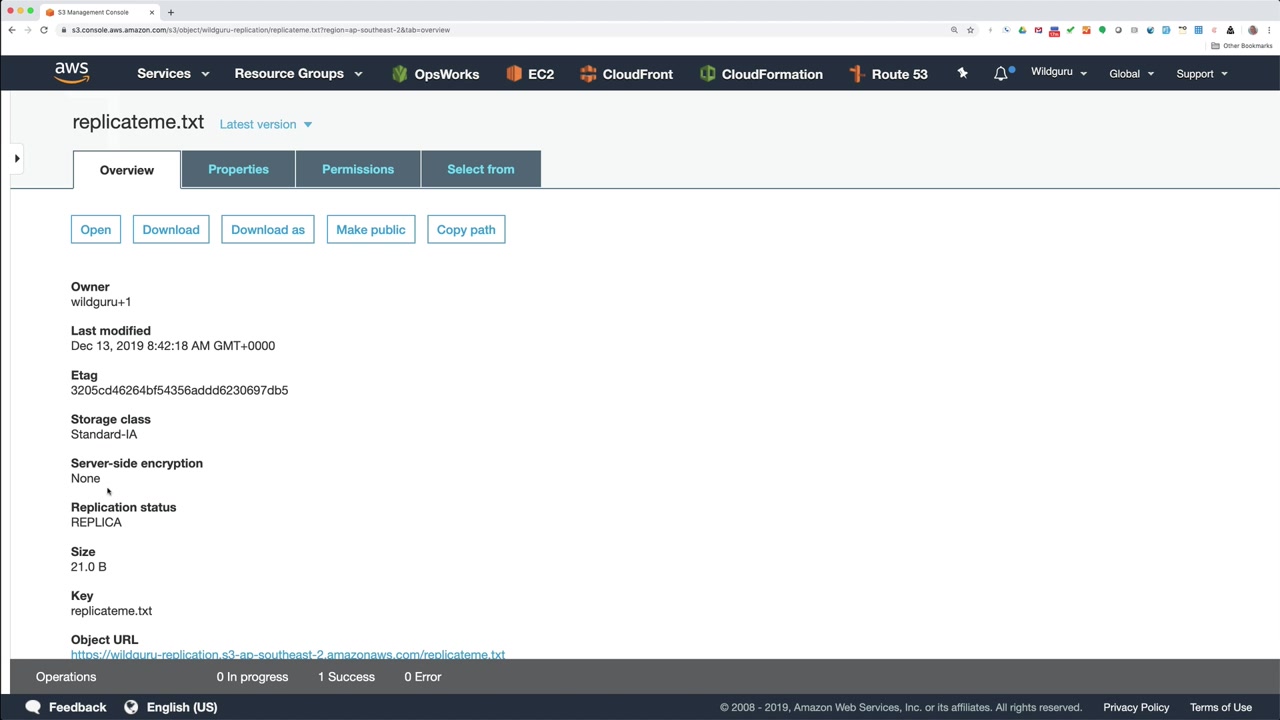 S3 Management Console
s3.console.aws.amazon.com/s3/object/wildguru-replication/replicateme.txt?region=ap-southeast-2&tab=overview
Other Bookmarks
aws Services Resource Groups OpsWorks EC2 CloudFront CloudFormation Route 53 Wildguru Global Support
replicateme.txt Latest version
Overview Properties Permissions Select from
Open Download Download as Make public Copy path
Owner
wildguru+1
Last modified
Dec 13, 2019 8:42:18 AM GMT+0000
Etag
3205cd46264bf54356addd6230697db5
Storage class
Standard-IA
Server-side encryption
None
Replication status
REPLICA
Size
21.0 B
Key
replicateme.txt
Object URL
https://wildguru-replication.s3-ap-southeast-2.amazonaws.com/replicateme.txt
Operations 0 In progress 1 Success 0 Error
Feedback English (US) © 2008 - 2019, Amazon Web Services, Inc. or its affiliates. All rights reserved. Privacy Policy Terms of Use